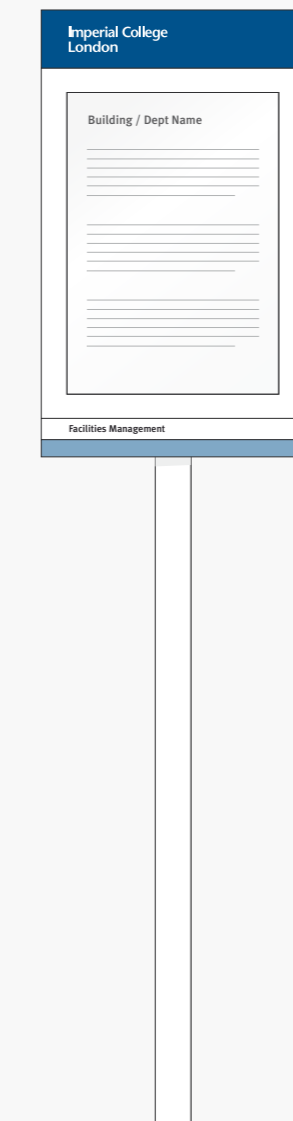 Imperial College
London
Building / Dept Name
Facilities Management